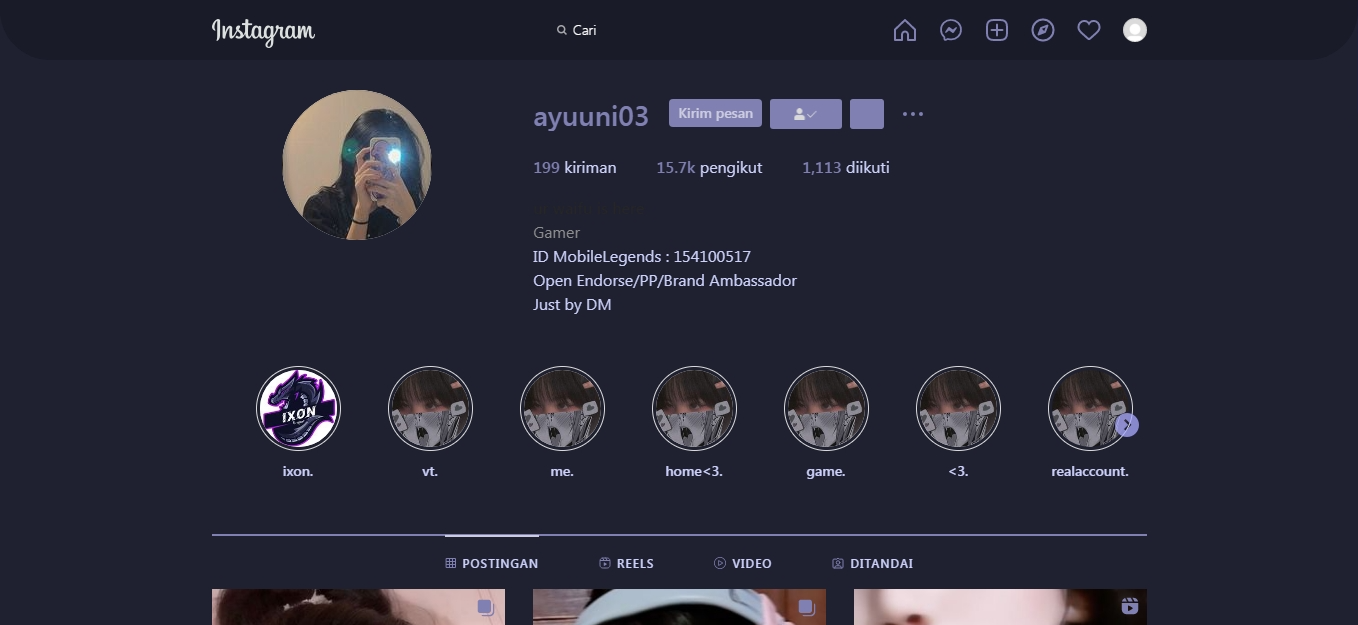 Instagram
Cari
ayuuni03
Kirim pesan
199 kiriman
15.7k pengikut
1,113 diikuti
Gamer
ID MobileLegends : 154100517
Open Endorse/PP/Brand Ambassador
Just by DM
IXON
ixon.
vt.
me.
home<3.
game.
<3.
realaccount.
POSTINGAN
REELS
VIDEO
DITANDAI